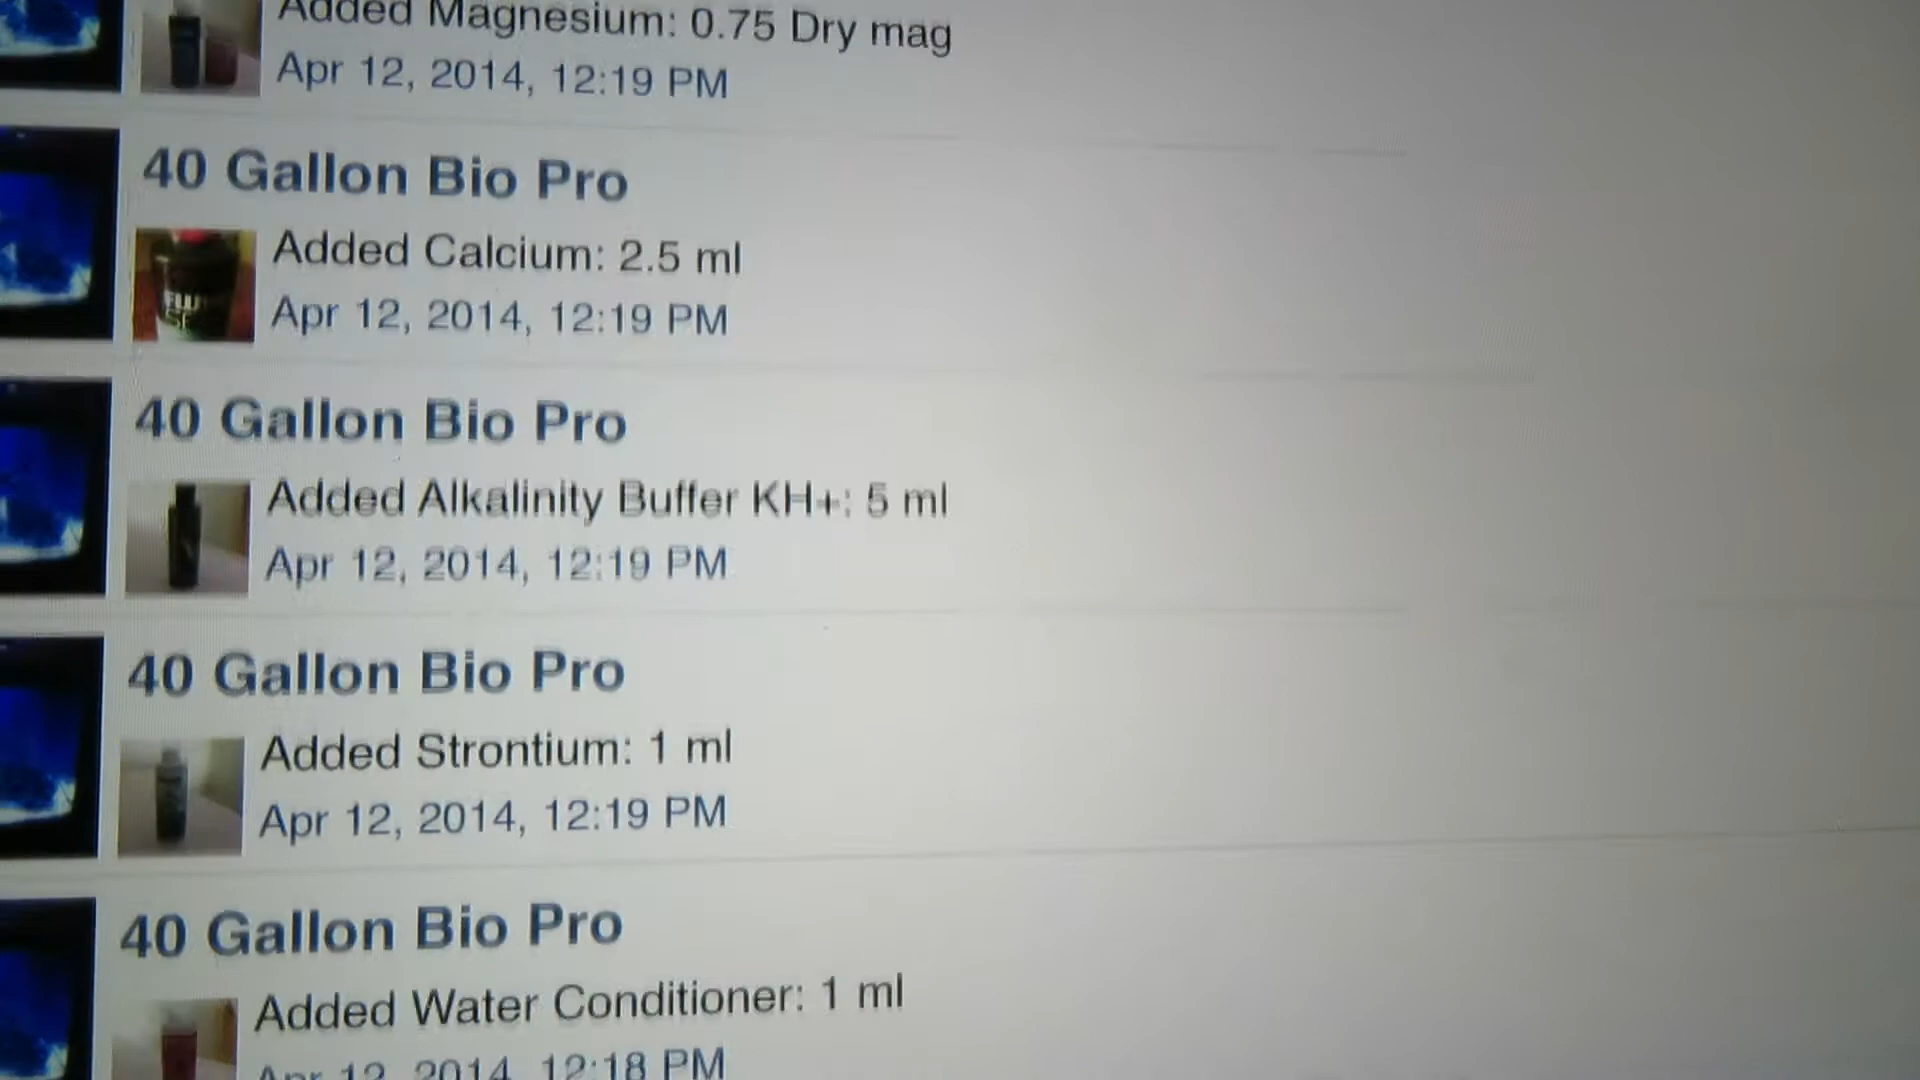 Added Magnesium: 0.75 Dry mag
Apr 12, 2014, 12:19 PM
40 Gallon Bio Pro
Added Calcium: 2.5 ml
Apr 12, 2014, 12:19 PM
40 Gallon Bio Pro
Added Alkalinity Buffer KH+: 5 ml
Apr 12, 2014, 12:19 PM
40 Gallon Bio Pro
Added Strontium: 1 ml
Apr 12, 2014, 12:19 PM
40 Gallon Bio Pro
Added Water Conditioner: 1 ml
Apr 12, 2014, 12:18 PM